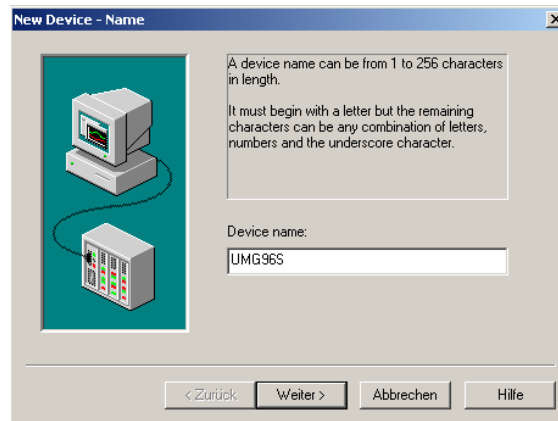 New Device - Name
A device name can be from 1 to 256 characters
in length.
It must begin with a letter but the remaining
characters can be any combination of letters,
numbers and the underscore character.
Device name:
UMG96S
< Zurück
Weiter >
Abbrechen
Hilfe